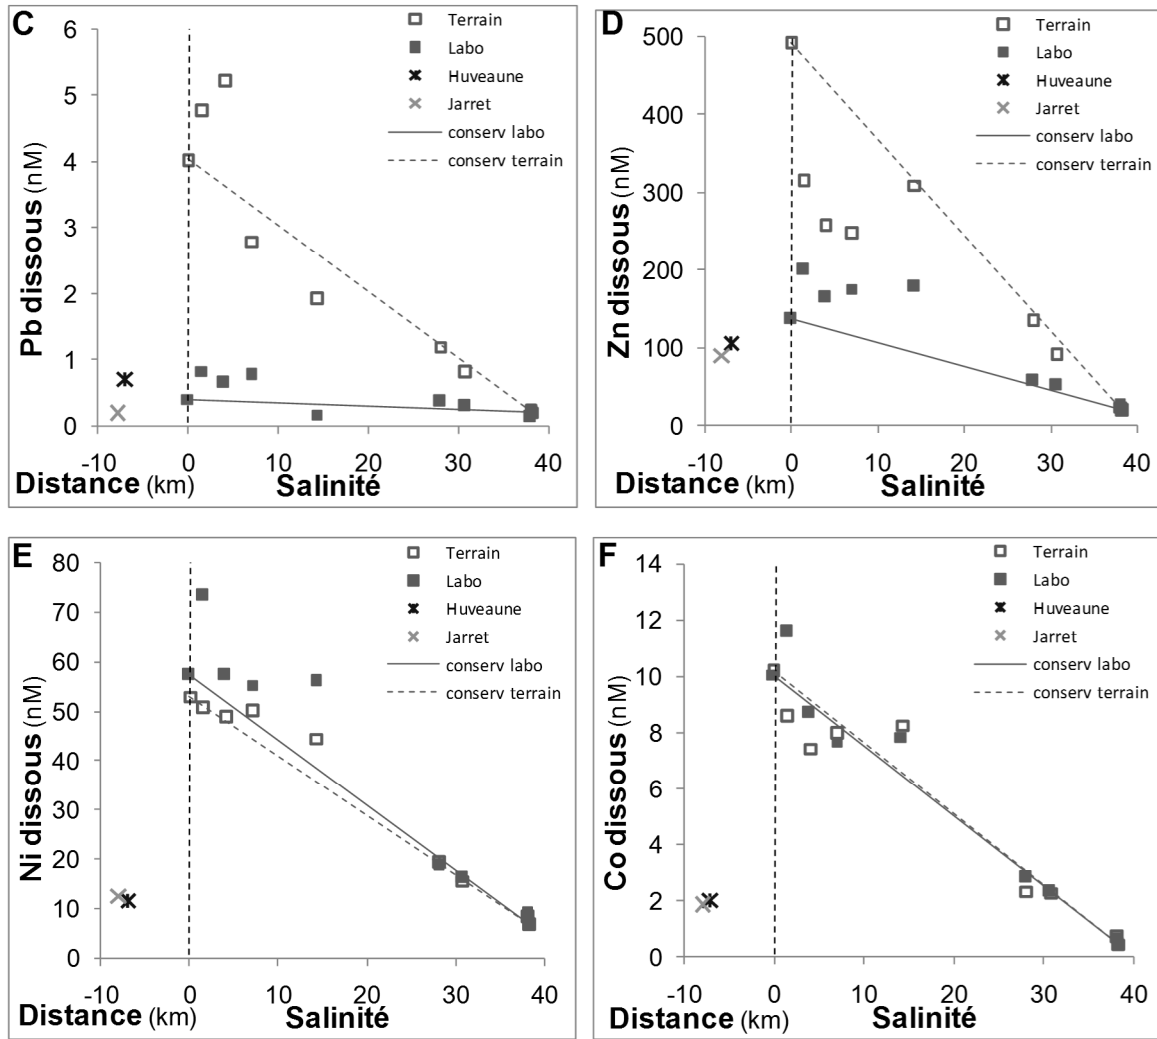 C
Terrain
Labo
Huveaune
Jarret
conserv labo
conserv terrain
Pb dissous (nM)
6
5
4
3
2
1
0
-10 0 10 20 30 40
Distance (km) Salinité
D
Terrain
Labo
Huveaune
Jarret
conserv labo
conserv terrain
Zn dissous (nM)
500
400
300
200
100
0
-10 0 10 20 30 40
Distance (km) Salinité
E
Terrain
Labo
Huveaune
Jarret
conserv labo
conserv terrain
Ni dissous (nM)
80
70
60
50
40
30
20
10
0
-10 0 10 20 30 40
Distance (km) Salinité
F
Terrain
Labo
Huveaune
Jarret
conserv labo
conserv terrain
Co dissous (nM)
14
12
10
8
6
4
2
0
-10 0 10 20 30 40
Distance (km) Salinité